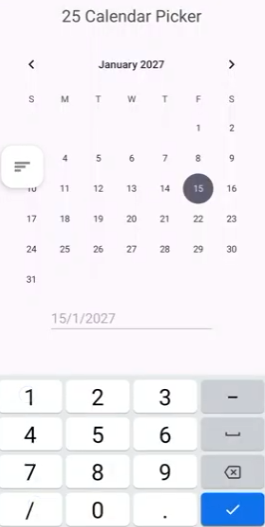 25 Calendar Picker
January 2027
S M T W T F S
1 2
4 5 6 7 8 9
10 11 12 13 14 15 16
17 18 19 20 21 22 23
24 25 26 27 28 29 30
31
15/1/2027
1 2 3 –
4 5 6
7 8 9
/ 0 .